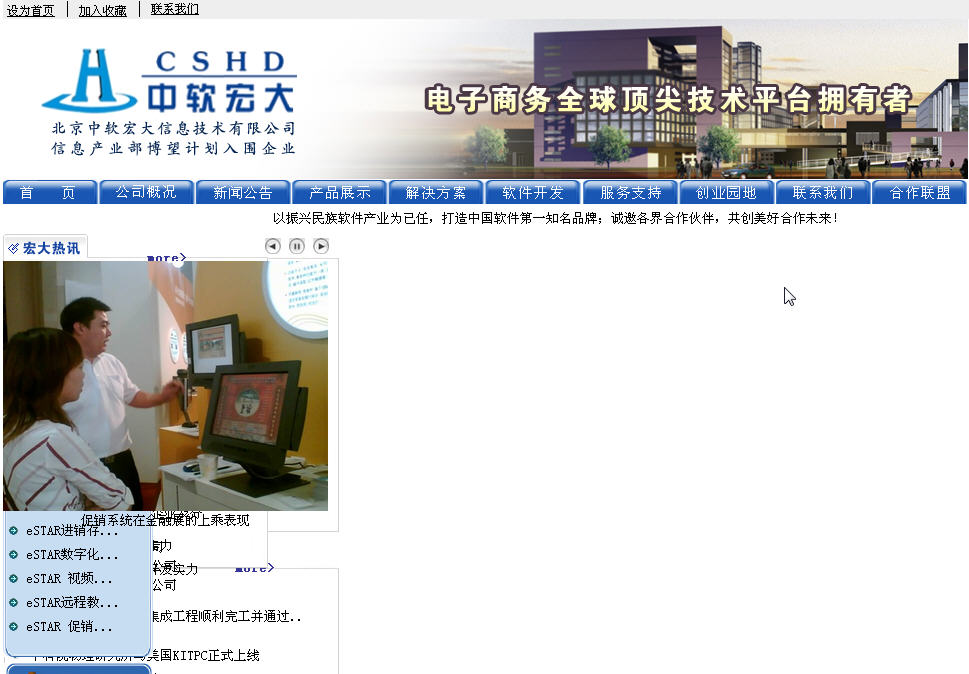 设为首页 加入收藏 联系我们
CSHD
中软宏大
北京中软宏大信息技术有限公司
信息产业部博望计划入围企业
电子商务全球顶尖技术平台拥有者
首 页 公司概况 新闻公告 产品展示 解决方案 软件开发 服务支持 创业园地 联系我们 合作联盟
以振兴民族软件产业为已任，打造中国软件第一知名品牌；诚邀各界合作伙伴，共创美好合作未来！
宏大热讯
more>
促销系统在金融展的上乘表现
eSTAR进销存...
eSTAR数字化...
eSTAR 视频...
eSTAR远程教...
eSTAR 促销...
力
发实力
more>
公司
集成工程顺利完工并通过..
美国KITPC正式上线